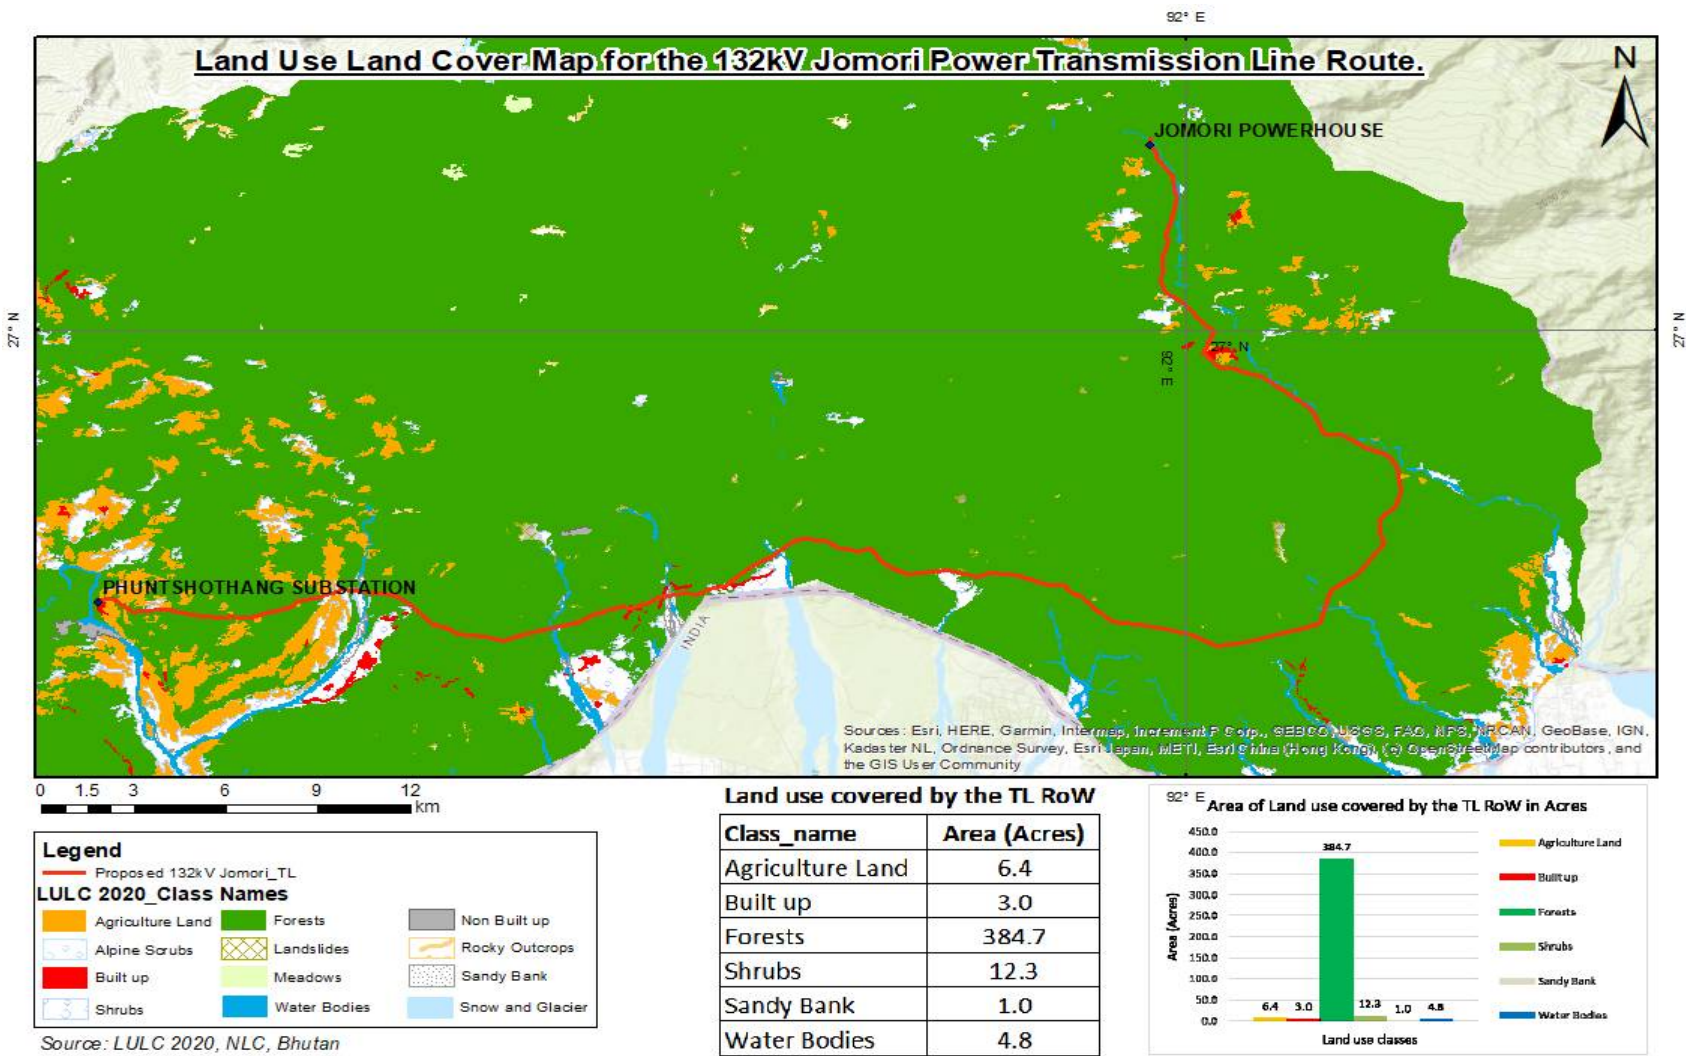 92° E
Land Use Land Cover Map for the 132kV Jomori Power Transmission Line Route.
N
JOMORI POWERHOUSE
27° N
27° N
27° N
92° E
PHUNTSHOTHANG SUBSTATION
INDIA
Sources: Esri, HERE, Garmin, Intermap, Increment P Corp., GEBCO, USGS, FAO, NPS, NRCAN, GeoBase, IGN,
Kadaster NL, Ordnance Survey, Esri Japan, METI, Esri China (Hong Kong), (c) OpenStreetMap contributors, and
the GIS User Community
0 1.5 3 6 9 12
km
Legend
Proposed 132kV Jomori_TL
LULC 2020_Class Names
Agriculture Land Forests Non Built up
Alpine Scrubs Landslides Rocky Outcrops
Built up Meadows Sandy Bank
Shrubs Water Bodies Snow and Glacier
Source: LULC 2020, NLC, Bhutan
Land use covered by the TL RoW
Class_name Area (Acres)
Agriculture Land 6.4
Built up 3.0
Forests 384.7
Shrubs 12.3
Sandy Bank 1.0
Water Bodies 4.8
92° E
Area of Land use covered by the TL RoW in Acres
450.0
400.0
350.0
300.0
250.0
200.0
150.0
100.0
50.0
0.0
Area (Acres)
6.4 3.0 384.7 12.3 1.0 4.8
Land use classes
Agriculture Land
Built up
Forests
Shrubs
Sandy Bank
Water Bodies